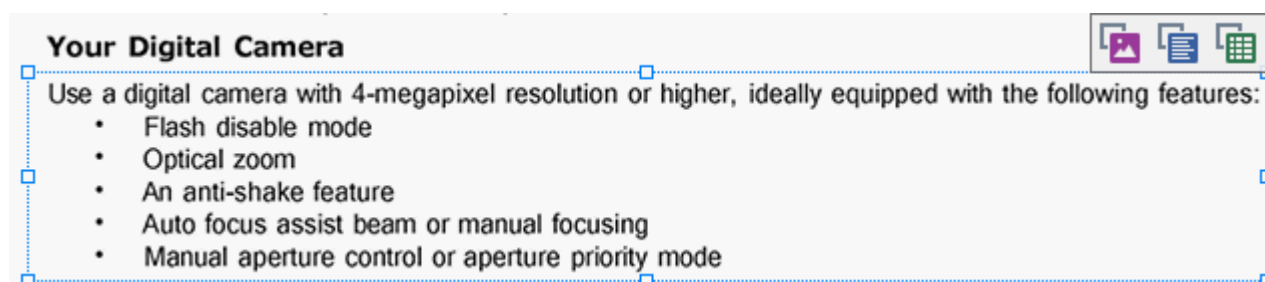 Your Digital Camera
Use a digital camera with 4-megapixel resolution or higher, ideally equipped with the following features:
• Flash disable mode
• Optical zoom
• An anti-shake feature
• Auto focus assist beam or manual focusing
• Manual aperture control or aperture priority mode